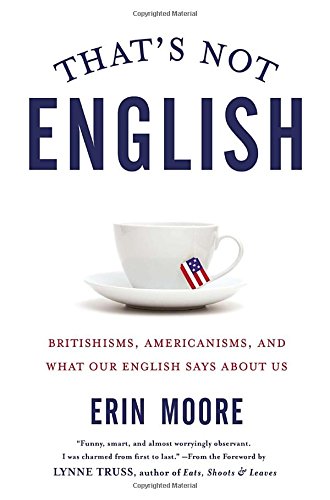 THAT'S NOT
ENGLISH
BRITISHISMS, AMERICANISMS, AND
WHAT OUR ENGLISH SAYS ABOUT US
ERIN MOORE
"Funny, smart, and almost worryingly observant.
I was charmed from first to last." —From the Foreword by
LYNNE TRUSS, author of Eats, Shoots & Leaves